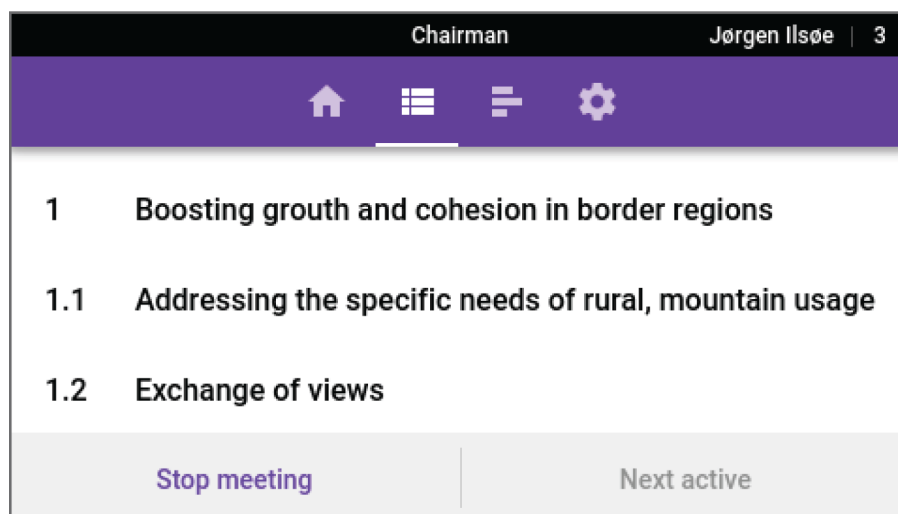 Chairman Jørgen Ilsøe | 3
1 Boosting grouth and cohesion in border regions
1.1 Addressing the specific needs of rural, mountain usage
1.2 Exchange of views
Stop meeting Next active